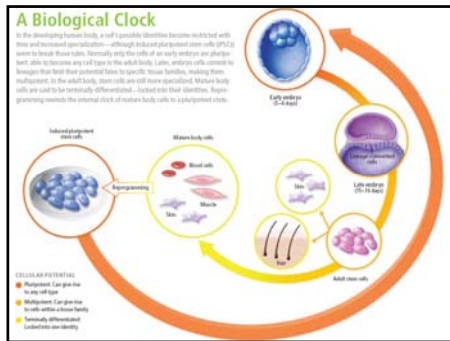 A Biological Clock
In the developing human body, a cell's possible identities become restricted with
time and increased specialization—although induced pluripotent stem cells (iPSCs)
seem to break those rules. Normally only the cells of an early embryo are pluripo-
tent: able to become any cell type in the adult body. Later, embryo cells commit to
lineages that limit their potential fates to specific tissue families, making them
multipotent. In the adult body, stem cells are still more specialized. Mature body
cells are said to be terminally differentiated—locked into their identities. Repro-
gramming rewinds the internal clock of mature body cells to a pluripotent state.
Early embryo
(5–6 days)
Induced pluripotent
stem cells
Mature body cells
Blood cells
Reprogramming
Muscle
Skin
Lineage-committed
cells
Late embryo
(15–16 days)
Skin
Hair
Adult stem cells
CELLULAR POTENTIAL
Pluripotent: Can give rise
to any cell type
Multipotent: Can give rise
to cells within a tissue family
Terminally differentiated:
Locked into one identity